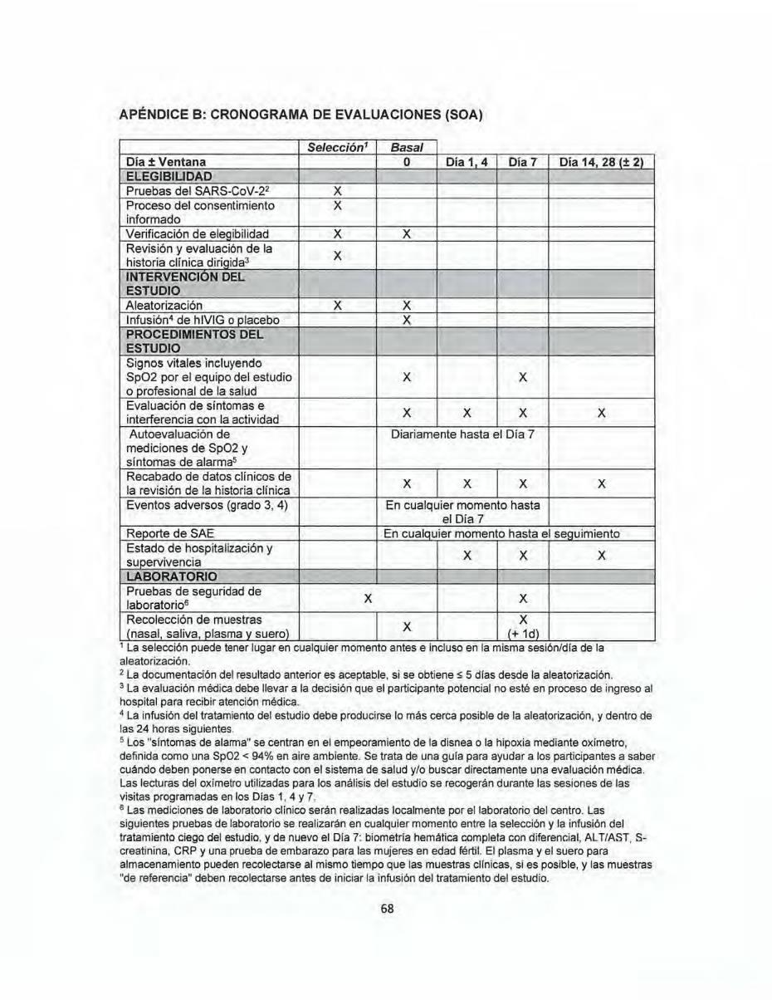 APÉNDICE B: CRONOGRAMA DE EVALUACIONES (SOA)
Selección¹ Basal
Día ± Ventana 0 Día 1, 4 Día 7 Día 14, 28 (± 2)
ELEGIBILIDAD
Pruebas del SARS-CoV-2² X
Proceso del consentimiento X
informado
Verificación de elegibilidad X X
Revisión y evaluación de la
historia clínica dirigida³ X
INTERVENCIÓN DEL
ESTUDIO
Aleatorización X X
Infusión⁴ de hIVIG o placebo X
PROCEDIMIENTOS DEL
ESTUDIO
Signos vitales incluyendo
SpO2 por el equipo del estudio X X
o profesional de la salud
Evaluación de síntomas e
interferencia con la actividad X X X X
Autoevaluación de Diariamente hasta el Día 7
mediciones de SpO2 y
síntomas de alarma⁵
Recabado de datos clínicos de
la revisión de la historia clínica X X X X
Eventos adversos (grado 3, 4) En cualquier momento hasta
el Día 7
Reporte de SAE En cualquier momento hasta el seguimiento
Estado de hospitalización y
supervivencia X X X
LABORATORIO
Pruebas de seguridad de
laboratorio⁶ X X
Recolección de muestras X X
(nasal, saliva, plasma y suero) (+ 1d)
¹ La selección puede tener lugar en cualquier momento antes e incluso en la misma sesión/día de la
aleatorización.
² La documentación del resultado anterior es aceptable, si se obtiene ≤ 5 días desde la aleatorización.
³ La evaluación médica debe llevar a la decisión que el participante potencial no esté en proceso de ingreso al
hospital para recibir atención médica.
⁴ La infusión del tratamiento del estudio debe producirse lo más cerca posible de la aleatorización, y dentro de
las 24 horas siguientes.
⁵ Los "síntomas de alarma" se centran en el empeoramiento de la disnea o la hipoxia mediante oxímetro,
definida como una SpO2 < 94% en aire ambiente. Se trata de una guía para ayudar a los participantes a saber
cuándo deben ponerse en contacto con el sistema de salud y/o buscar directamente una evaluación médica.
Las lecturas del oxímetro utilizadas para los análisis del estudio se recogerán durante las sesiones de las
visitas programadas en los Días 1, 4 y 7.
⁶ Las mediciones de laboratorio clínico serán realizadas localmente por el laboratorio del centro. Las
siguientes pruebas de laboratorio se realizarán en cualquier momento entre la selección y la infusión del
tratamiento ciego del estudio, y de nuevo el Día 7: biometría hemática completa con diferencial, ALT/AST, S-
creatinina, CRP y una prueba de embarazo para las mujeres en edad fértil. El plasma y el suero para
almacenamiento pueden recolectarse al mismo tiempo que las muestras clínicas, si es posible, y las muestras
"de referencia" deben recolectarse antes de iniciar la infusión del tratamiento del estudio.
68